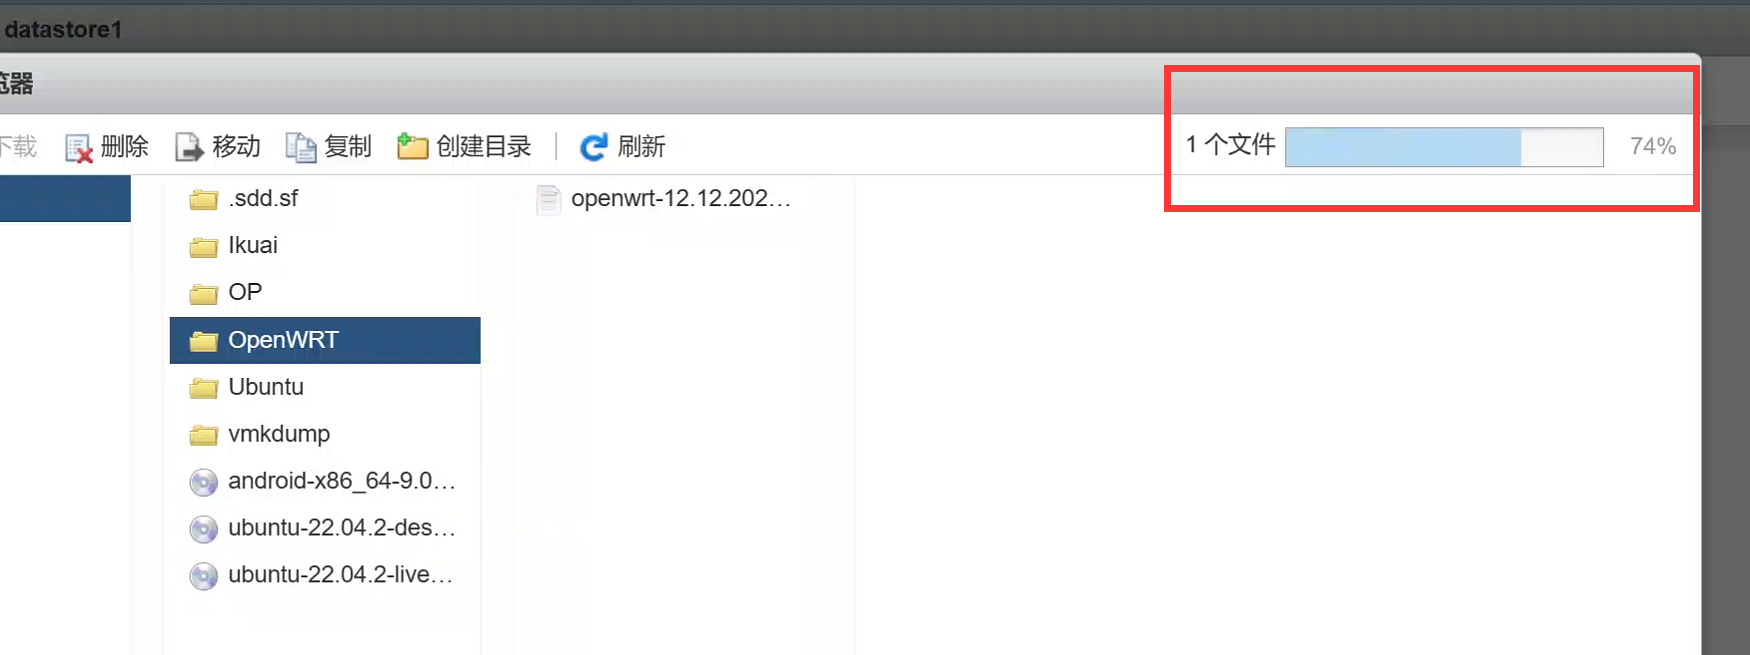 datastore1
览器
下载 删除 移动 复制 创建目录 刷新 1 个文件 74%
.sdd.sf
openwrt-12.12.202...
Ikuai
OP
OpenWRT
Ubuntu
vmkdump
android-x86_64-9.0...
ubuntu-22.04.2-des...
ubuntu-22.04.2-live...